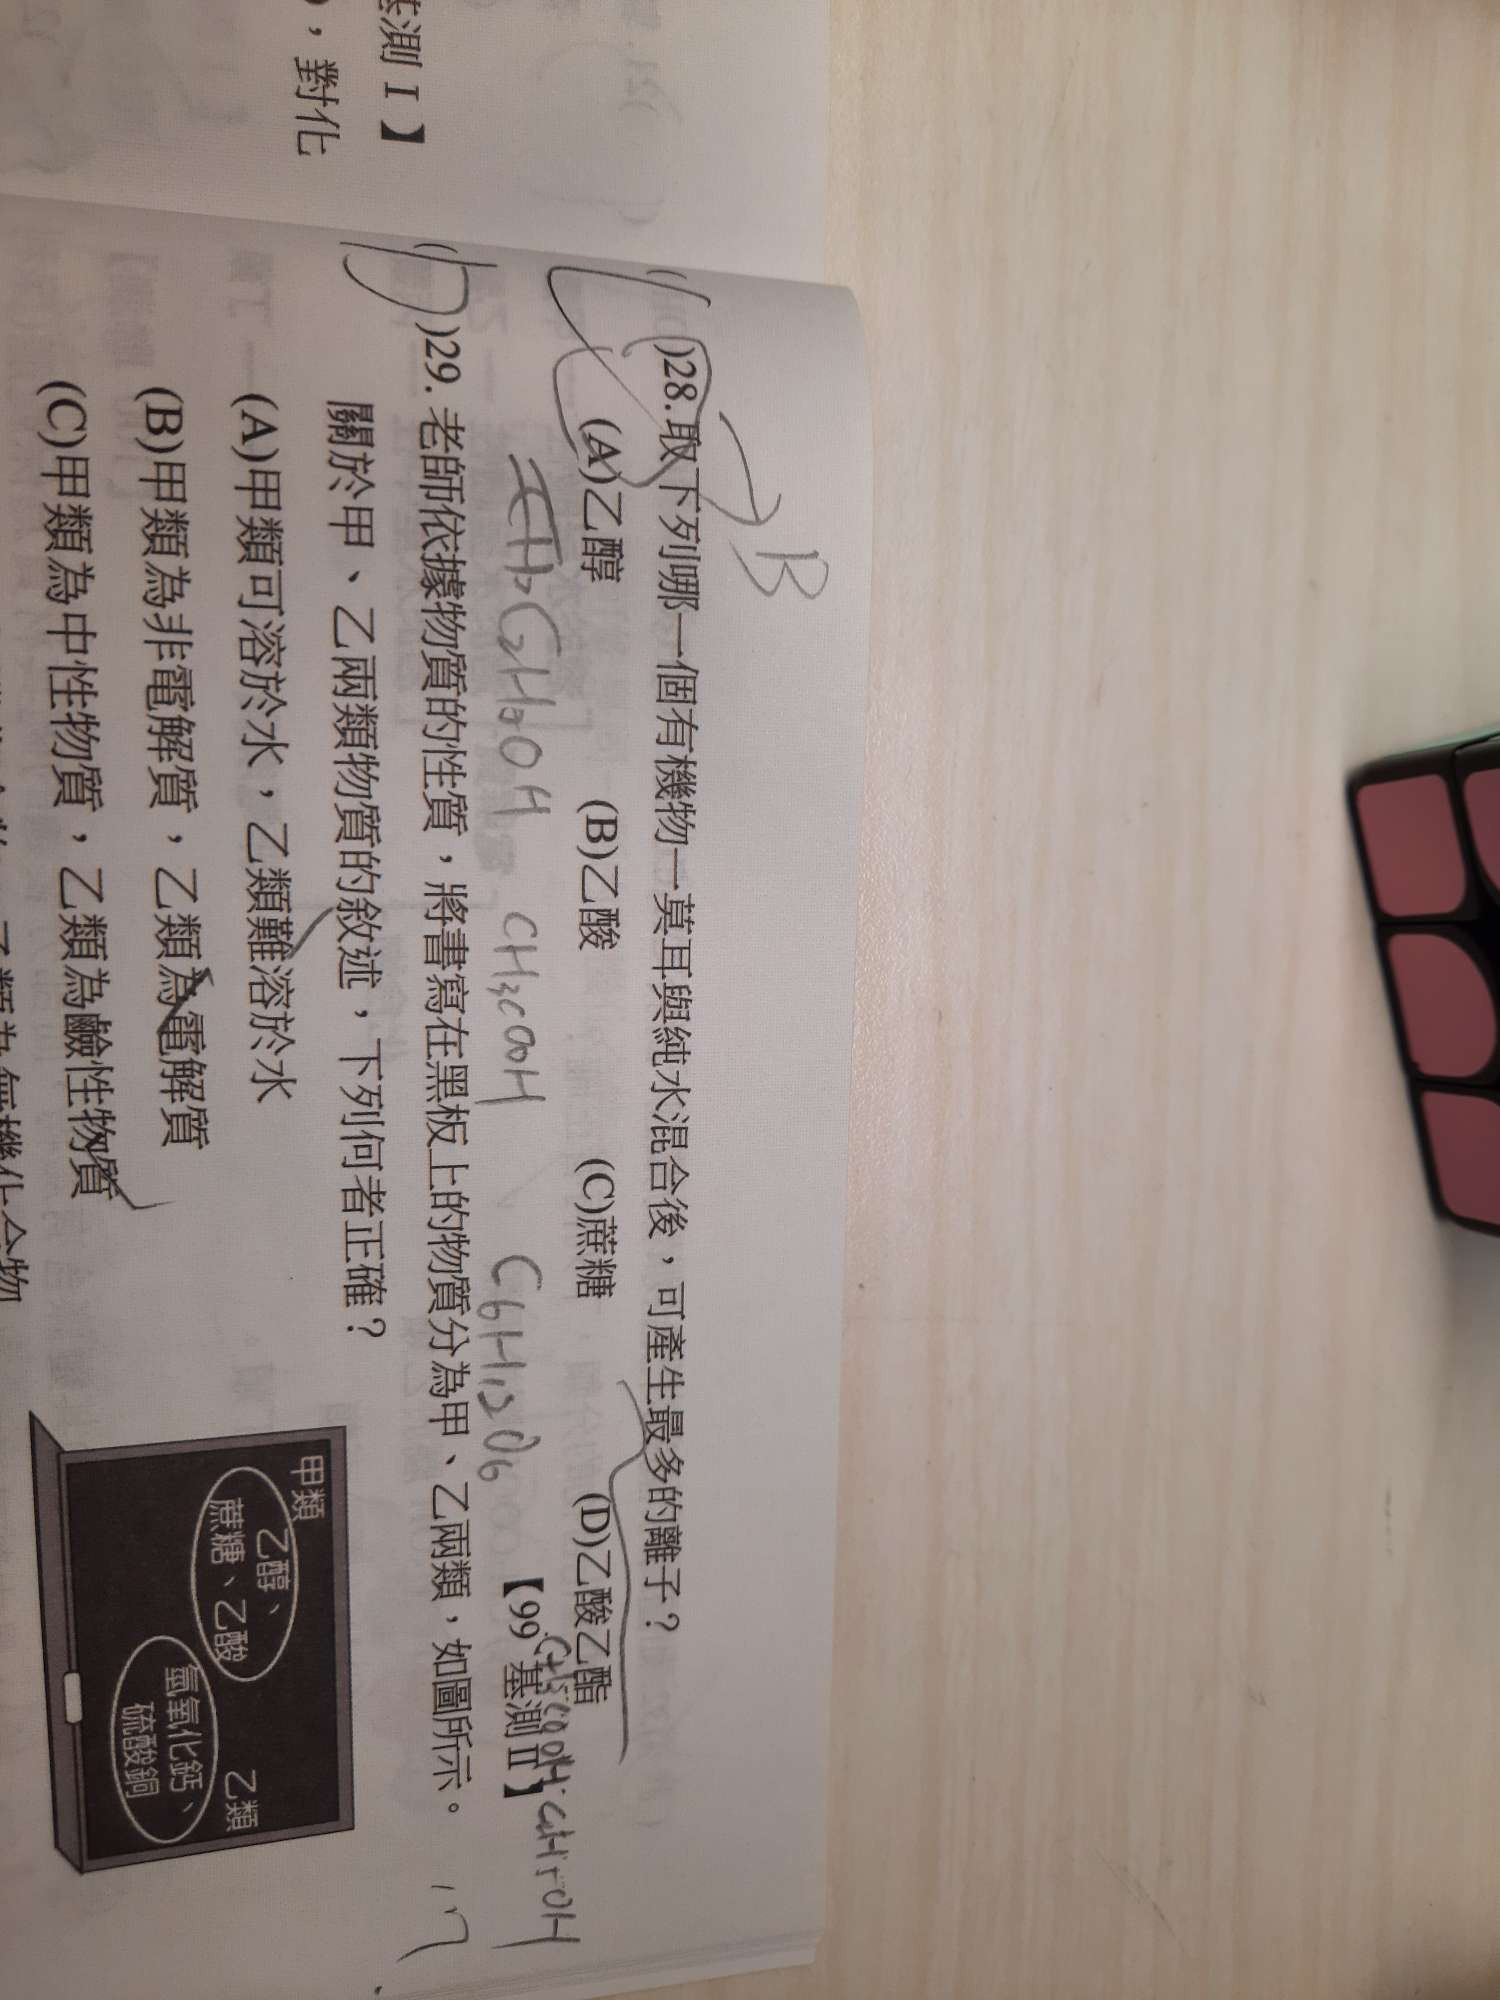 基測Ⅰ】
，對化
B
( )28.取下列哪一個有機物一莫耳與純水混合後，可產生最多的離子？
(A)乙醇 (B)乙酸 (C)蔗糖 (D)乙酸乙酯
C2H5OH CH3COOH C6H12O6
【99基測Ⅱ】
( )29.老師依據物質的性質，將書寫在黑板上的物質分為甲、乙兩類，如圖所示。
關於甲、乙兩類物質的敘述，下列何者正確？
(A)甲類可溶於水，乙類難溶於水
(B)甲類為非電解質，乙類為電解質
(C)甲類為中性物質，乙類為鹼性物質
甲類
乙醇、
蔗糖、乙酸
乙類
氫氧化鈣、
硫酸銅